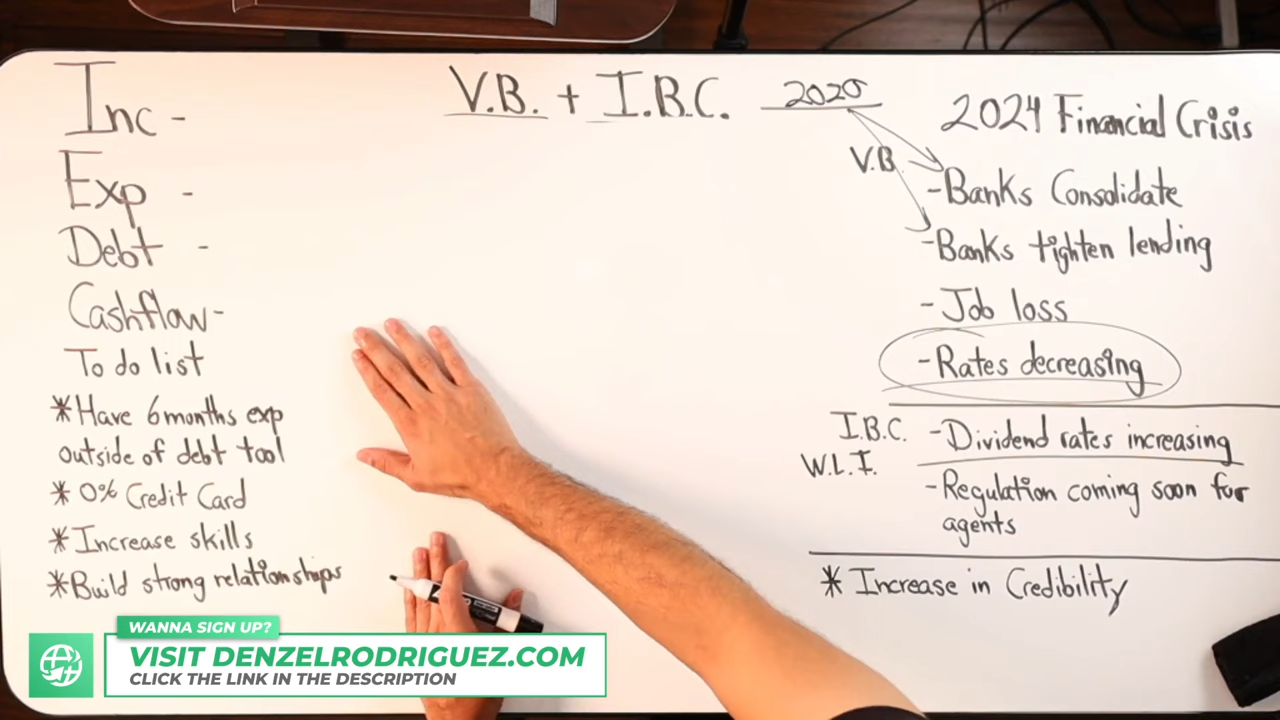 Inc -
Exp -
Debt -
Cashflow-
To do list
*Have 6 months exp
outside of debt tool
* 0% Credit Card
*Increase skills
*Build strong relationships
V.B. + I.B.C.
2020
V.B.
2024 Financial Crisis
-Banks Consolidate
-Banks tighten lending
-Job loss
-Rates decreasing
I.B.C.
W.L.I.
-Dividend rates increasing
-Regulation coming soon for
agents
* Increase in Credibility
WANNA SIGN UP?
VISIT DENZELRODRIGUEZ.COM
CLICK THE LINK IN THE DESCRIPTION